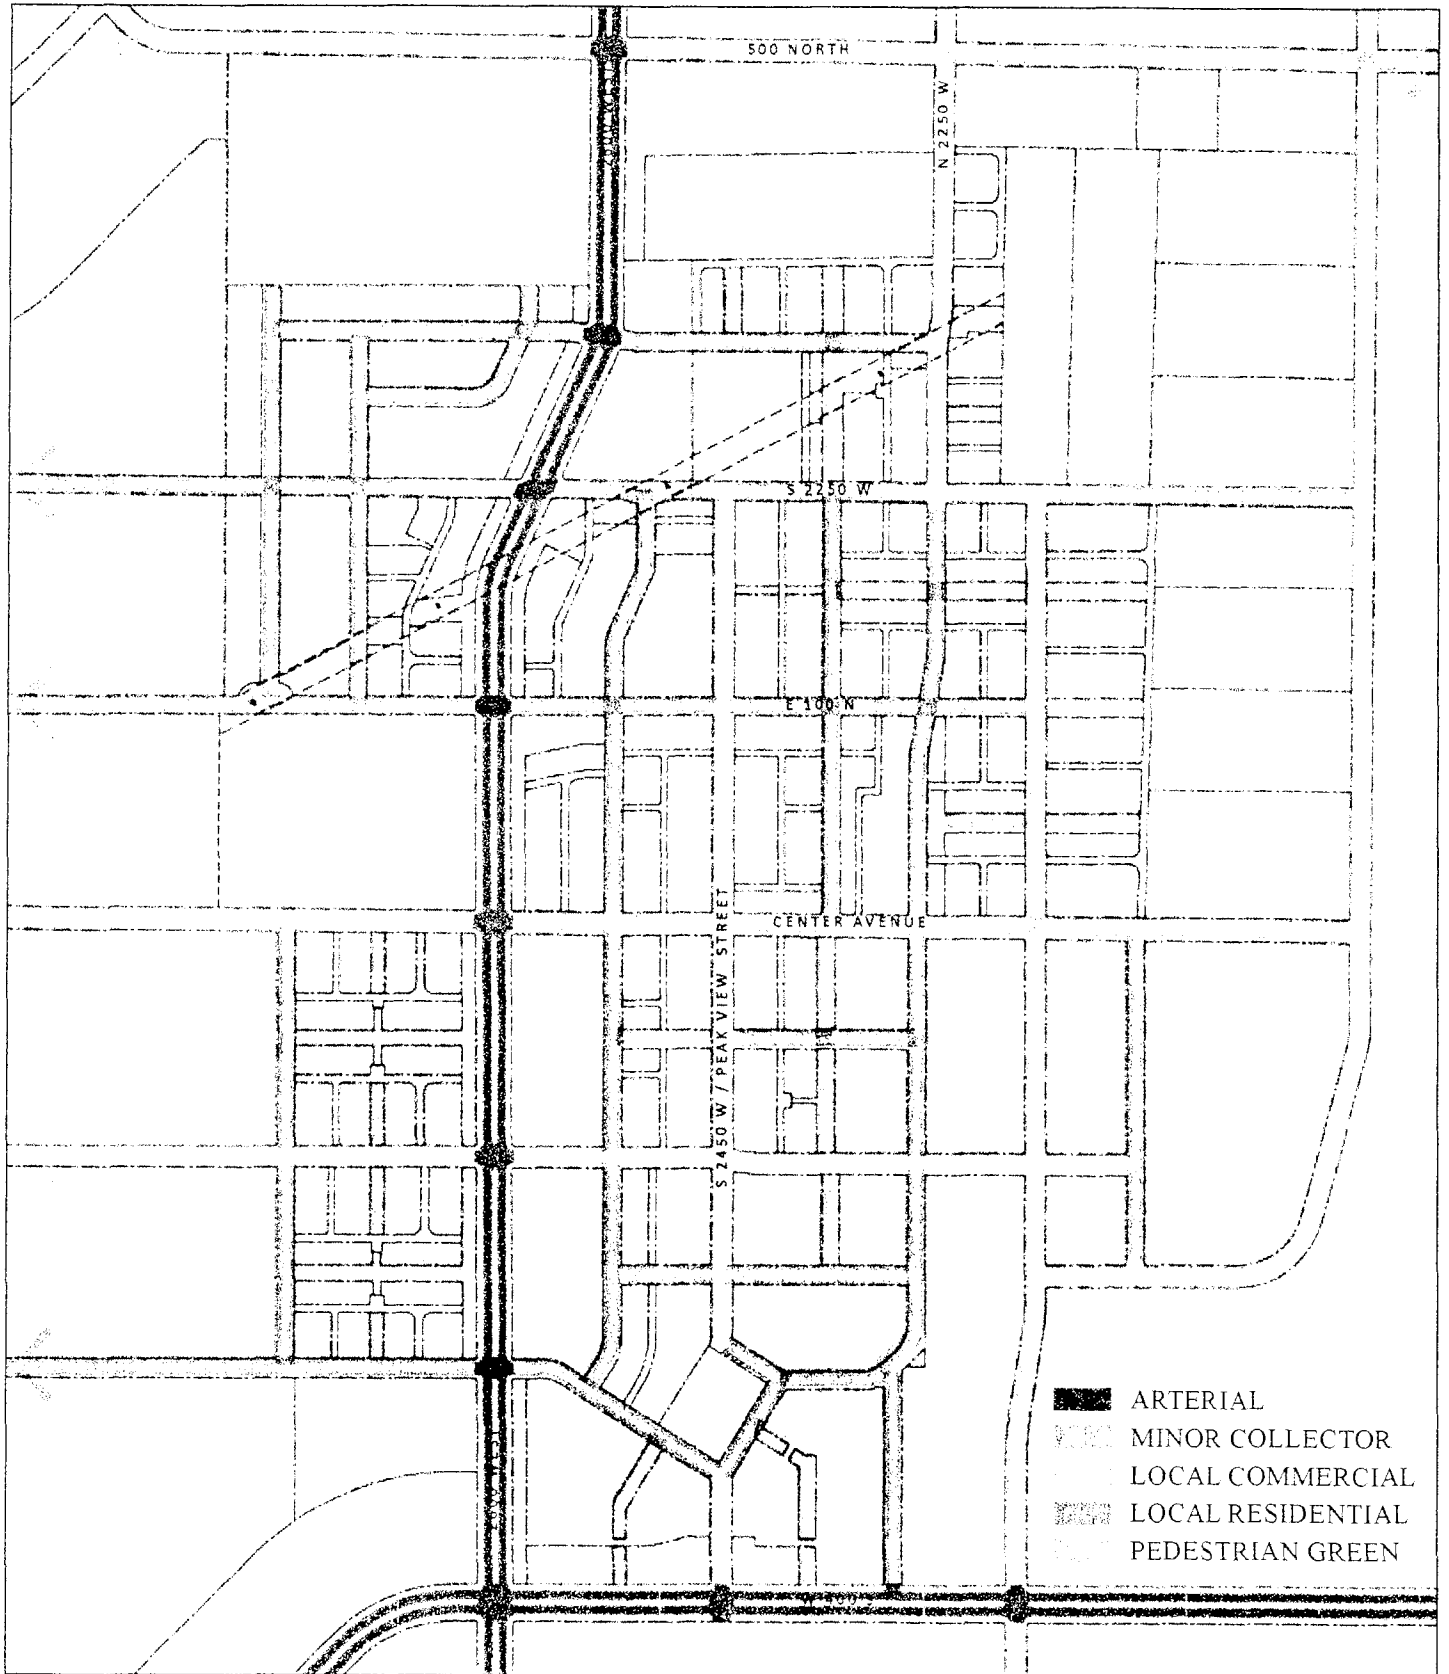 500 NORTH
N 2250 W
S 2250 W
E 100 N
CENTER AVENUE
S 2450 W / PEAK VIEW STREET
ARTERIAL
MINOR COLLECTOR
LOCAL COMMERCIAL
LOCAL RESIDENTIAL
PEDESTRIAN GREEN